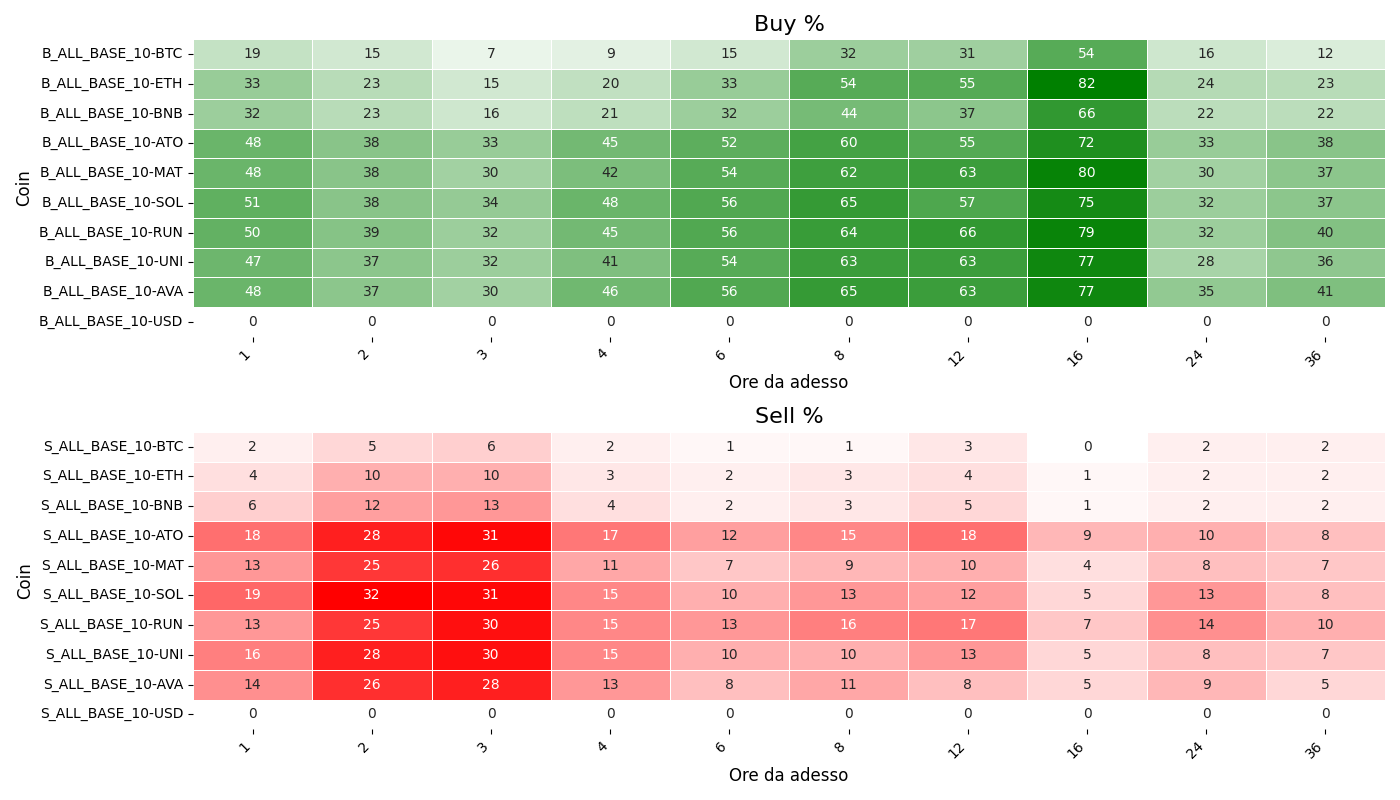 Buy %
Coin
B_ALL_BASE_10-BTC 19 15 7 9 15 32 31 54 16 12
B_ALL_BASE_10-ETH 33 23 15 20 33 54 55 82 24 23
B_ALL_BASE_10-BNB 32 23 16 21 32 44 37 66 22 22
B_ALL_BASE_10-ATO 48 38 33 45 52 60 55 72 33 38
B_ALL_BASE_10-MAT 48 38 30 42 54 62 63 80 30 37
B_ALL_BASE_10-SOL 51 38 34 48 56 65 57 75 32 37
B_ALL_BASE_10-RUN 50 39 32 45 56 64 66 79 32 40
B_ALL_BASE_10-UNI 47 37 32 41 54 63 63 77 28 36
B_ALL_BASE_10-AVA 48 37 30 46 56 65 63 77 35 41
B_ALL_BASE_10-USD 0 0 0 0 0 0 0 0 0 0
1 2 3 4 6 8 12 16 24 36
Ore da adesso
Sell %
Coin
S_ALL_BASE_10-BTC 2 5 6 2 1 1 3 0 2 2
S_ALL_BASE_10-ETH 4 10 10 3 2 3 4 1 2 2
S_ALL_BASE_10-BNB 6 12 13 4 2 3 5 1 2 2
S_ALL_BASE_10-ATO 18 28 31 17 12 15 18 9 10 8
S_ALL_BASE_10-MAT 13 25 26 11 7 9 10 4 8 7
S_ALL_BASE_10-SOL 19 32 31 15 10 13 12 5 13 8
S_ALL_BASE_10-RUN 13 25 30 15 13 16 17 7 14 10
S_ALL_BASE_10-UNI 16 28 30 15 10 10 13 5 8 7
S_ALL_BASE_10-AVA 14 26 28 13 8 11 8 5 9 5
S_ALL_BASE_10-USD 0 0 0 0 0 0 0 0 0 0
1 2 3 4 6 8 12 16 24 36
Ore da adesso